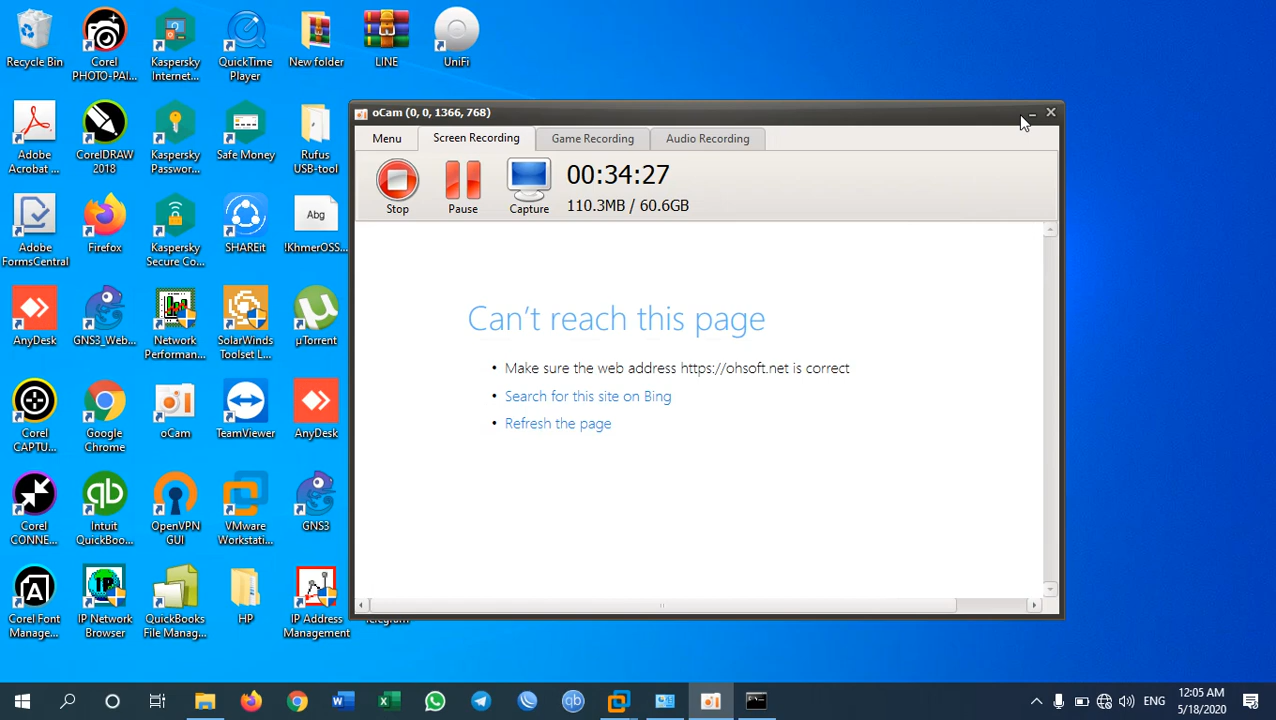 Recycle Bin
Corel
PHOTO-PAI...
Kaspersky
Internet...
QuickTime
Player
New folder
LINE
UniFi
Adobe
Acrobat ...
CorelDRAW
2018
Kaspersky
Passwor...
Safe Money
Rufus
USB-tool
Adobe
FormsCentral
Firefox
Kaspersky
Secure Co...
SHAREit
Abg
!KhmerOSS...
AnyDesk
GNS3_Web...
Network
Performan...
SolarWinds
Toolset L...
µTorrent
Corel
CAPTU...
Google
Chrome
oCam
TeamViewer
AnyDesk
Corel
CONNE...
Intuit
QuickBoo...
OpenVPN
GUI
VMware
Workstati...
GNS3
Corel Font
Manage...
IP Network
Browser
QuickBooks
File Manag...
HP
IP Address
Management
Telegram
oCam (0, 0, 1366, 768)
Menu
Screen Recording
Game Recording
Audio Recording
Stop
Pause
Capture
00:34:27
110.3MB / 60.6GB
Can't reach this page
• Make sure the web address https://ohsoft.net is correct
• Search for this site on Bing
• Refresh the page
ENG
12:05 AM
5/18/2020